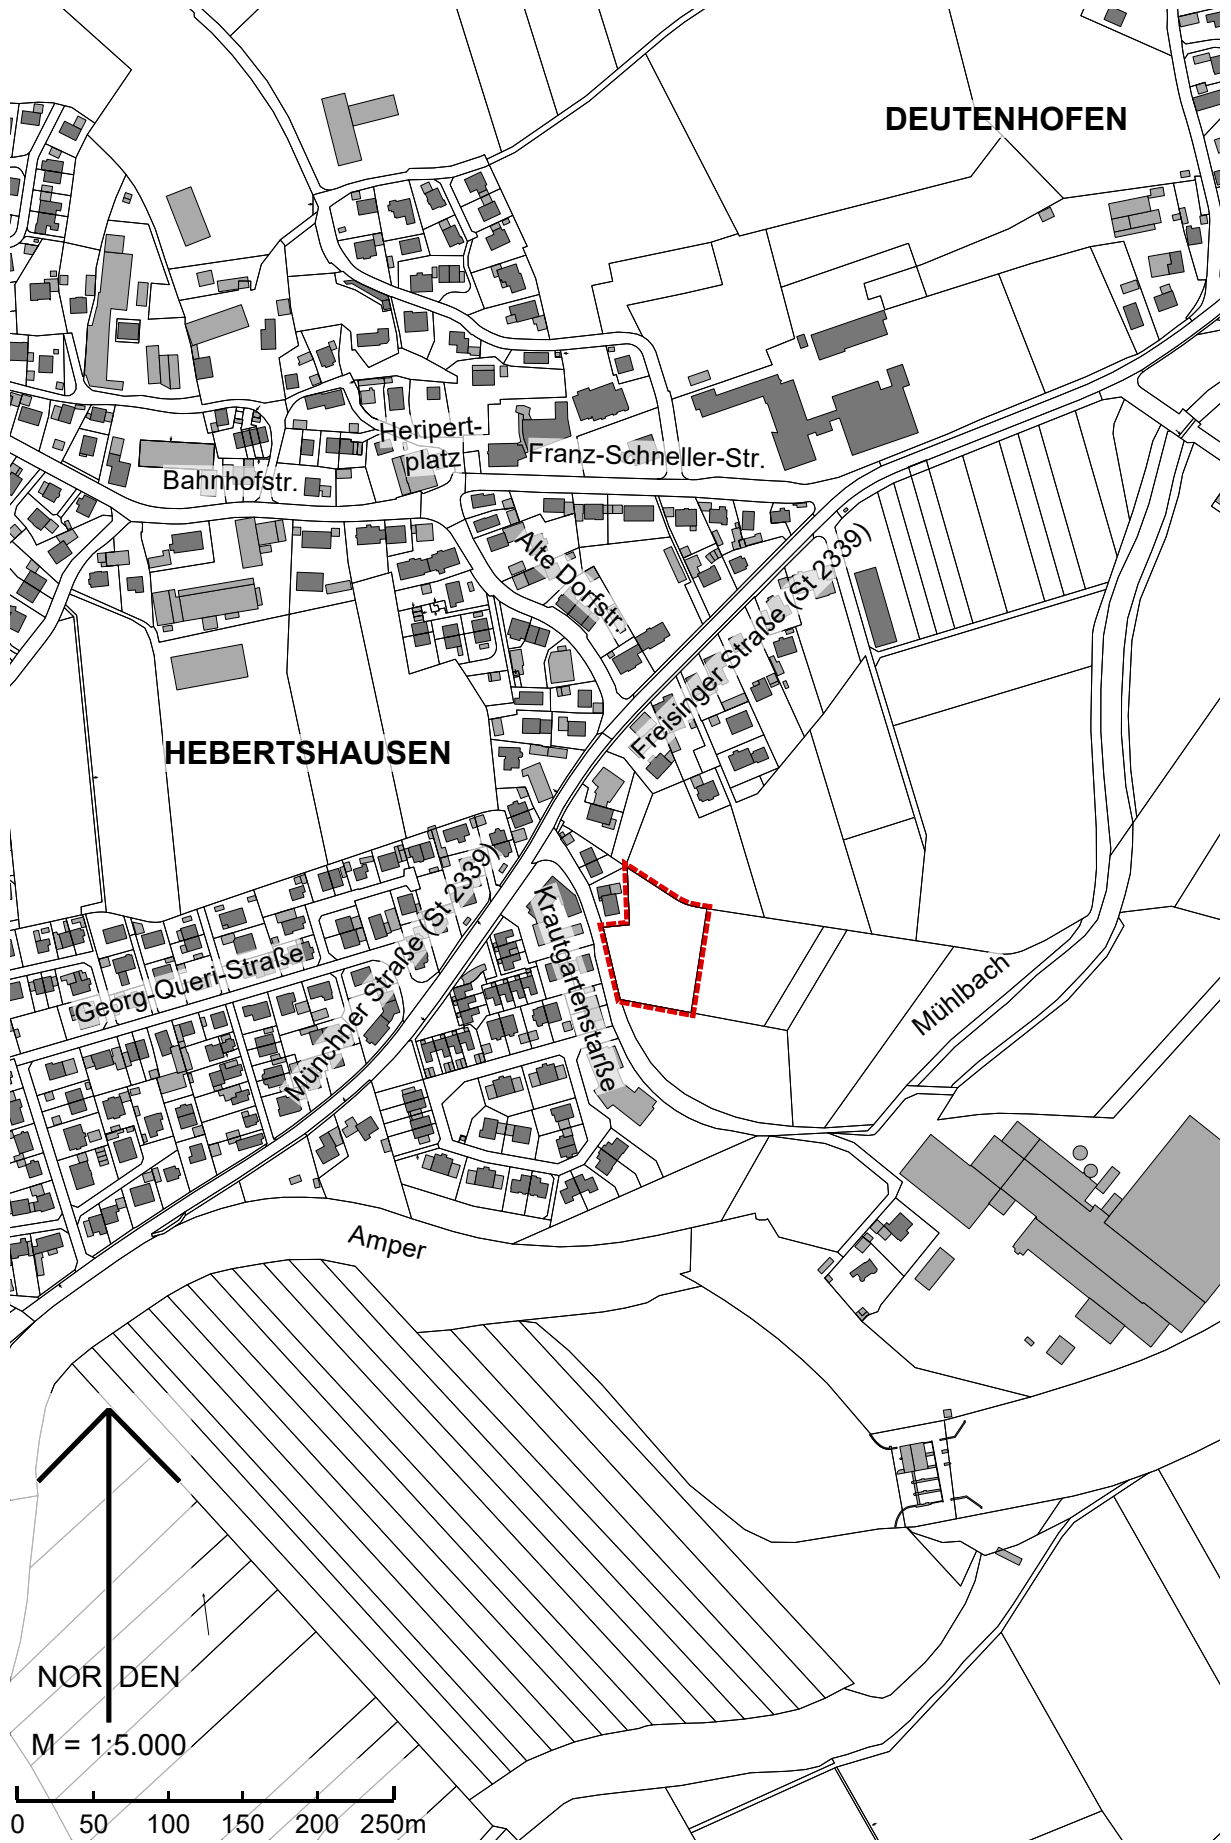 DEUTENHOFEN
Heripert-
platz
Franz-Schneller-Str.
Bahnhofstr.
Alte Dorfstr.
Freisinger Straße (St 2339)
HEBERTSHAUSEN
Münchner Straße (St 2339)
Krautgartenstarße
Georg-Queri-Straße
Mühlbach
Amper
NORDEN
M = 1:5.000
0 50 100 150 200 250m